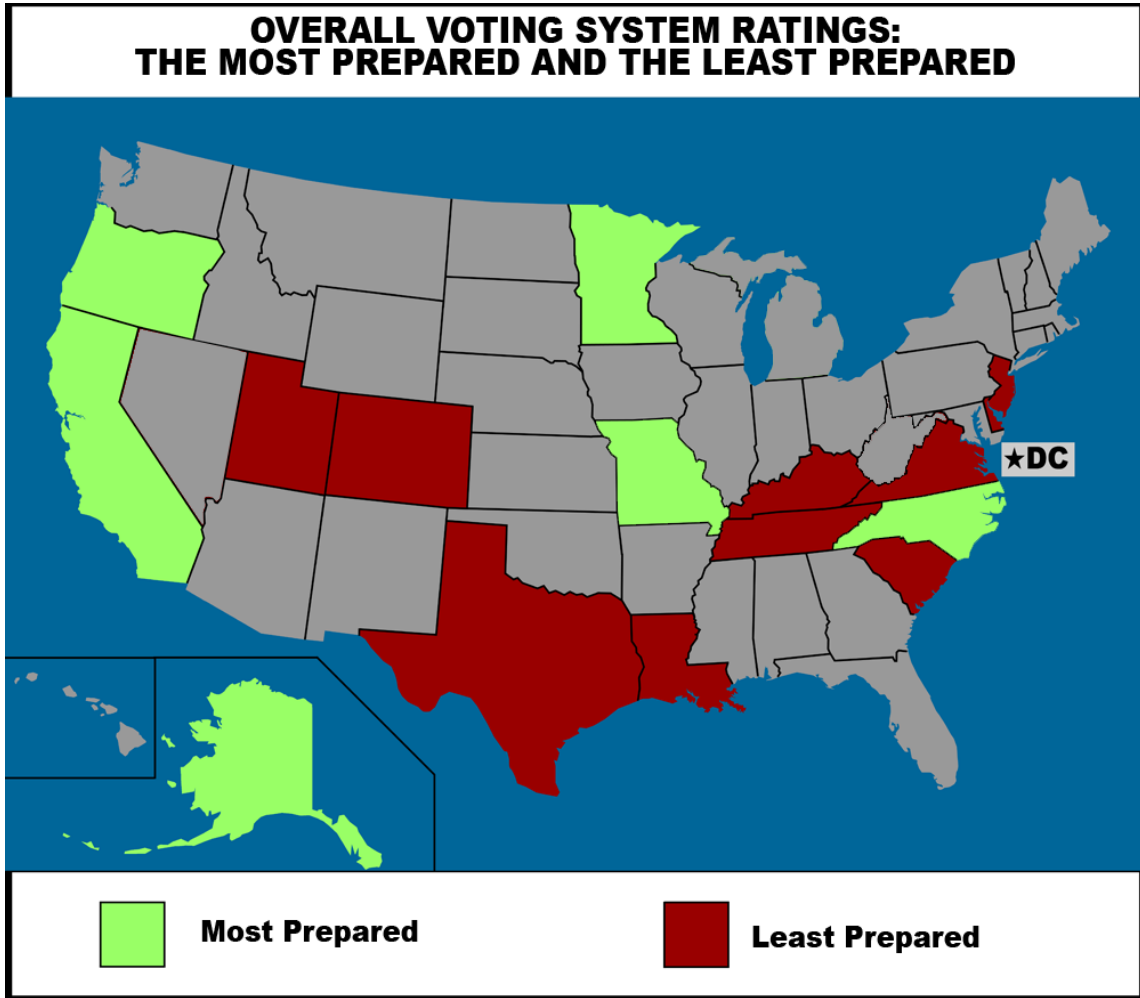 OVERALL VOTING SYSTEM RATINGS:
THE MOST PREPARED AND THE LEAST PREPARED
★DC
Most Prepared
Least Prepared